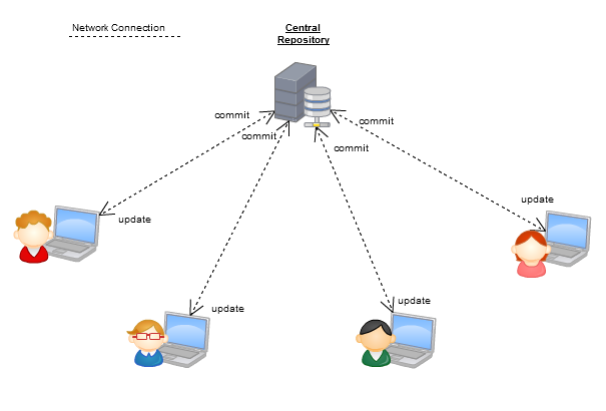 Network Connection
Central
Repository
commit
commit
commit
commit
update
update
update
update